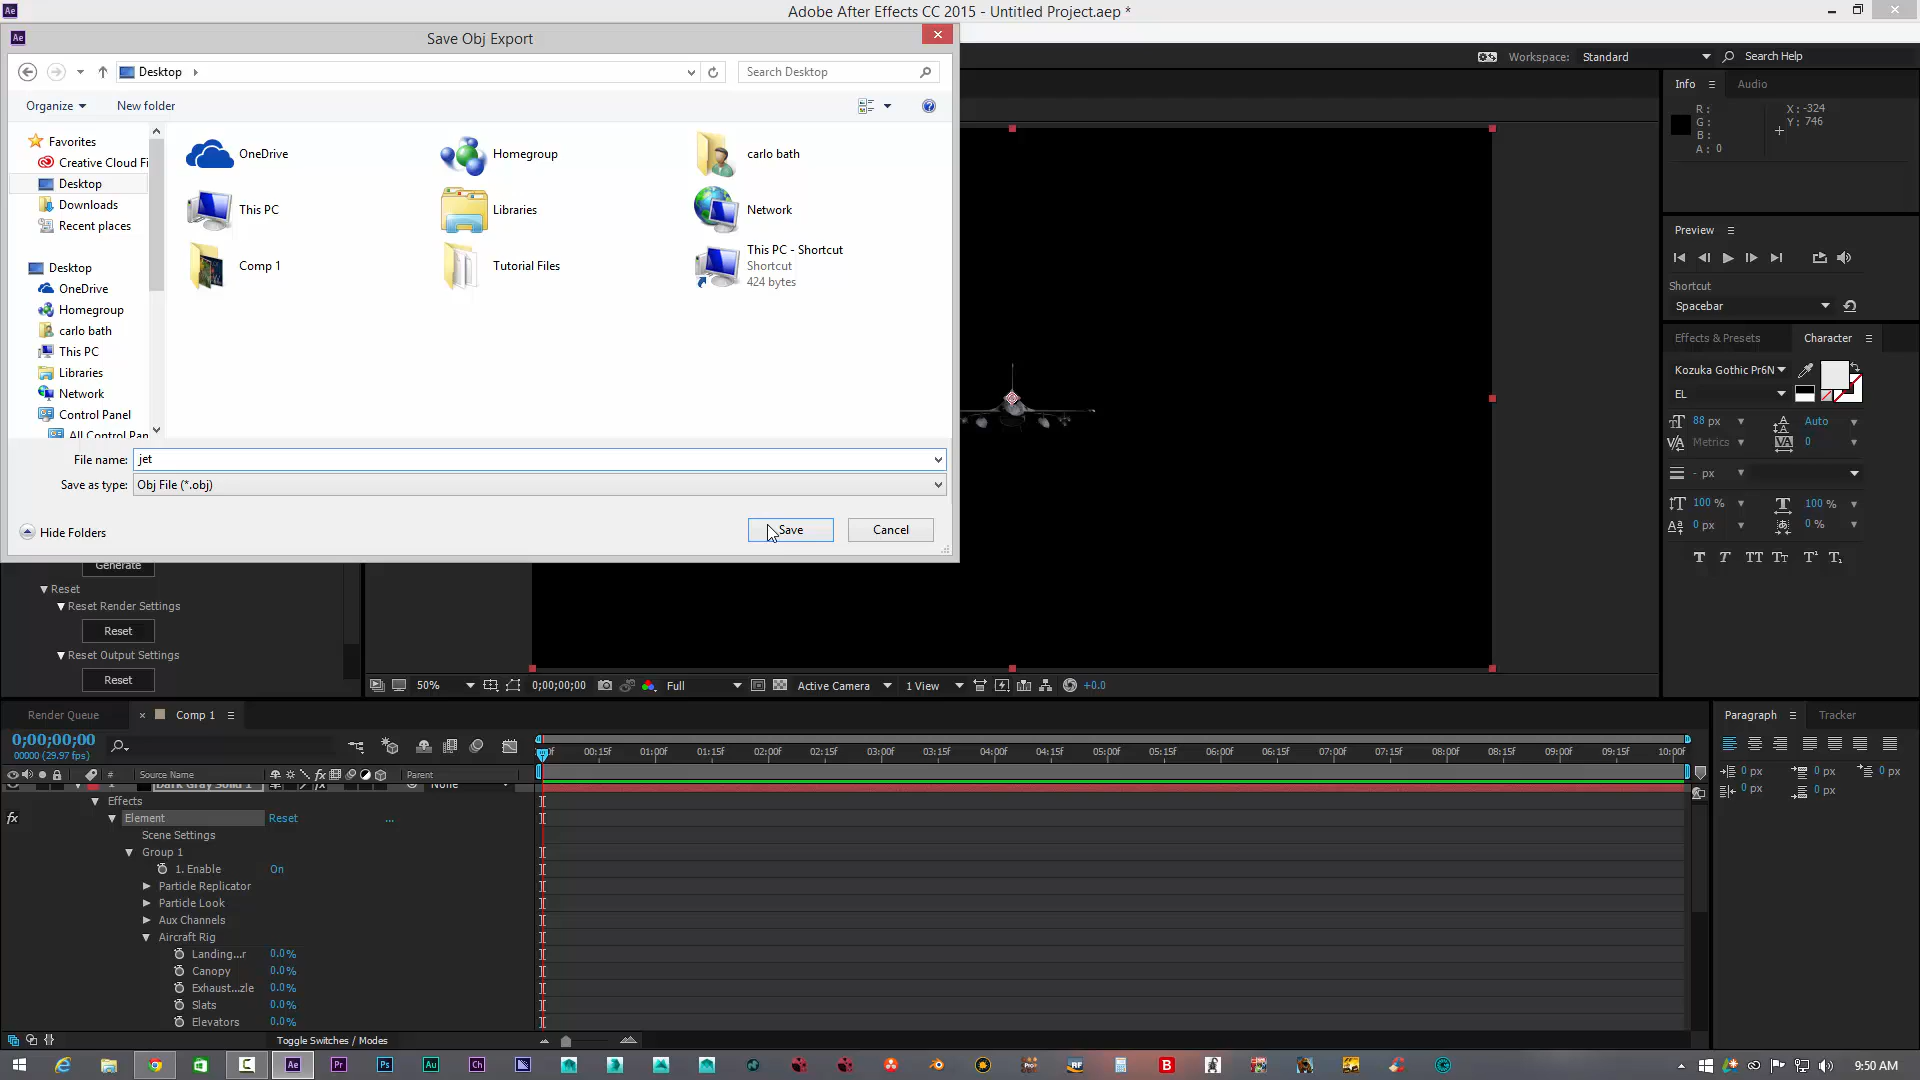 Adobe After Effects CC 2015 - Untitled Project.aep *
Save Obj Export
Desktop
Search Desktop
Organize
New folder
Favorites
Creative Cloud Fi
Desktop
Downloads
Recent places
Desktop
OneDrive
Homegroup
carlo bath
This PC
Libraries
Network
Control Panel
All Control Pan
OneDrive
Homegroup
carlo bath
This PC
Libraries
Network
Comp 1
Tutorial Files
This PC - Shortcut
Shortcut
424 bytes
File name: jet
Save as type: Obj File (*.obj)
Hide Folders
Save
Cancel
Workspace: Standard
Search Help
Info
Audio
R :
G :
B :
A : 0
X : -324
Y : 746
Preview
Shortcut
Spacebar
Effects & Presets
Character
Kozuka Gothic Pr6N
EL
88 px
Auto
Metrics
0
- px
100 %
100 %
0 px
0 %
Generate
Reset
Reset Render Settings
Reset
Reset Output Settings
Reset
50%
0;00;00;00
Full
Active Camera
1 View
+0.0
Render Queue
Comp 1
0;00;00;00
00000 (29.97 fps)
00:15f 01:00f 01:15f 02:00f 02:15f 03:00f 03:15f 04:00f 04:15f 05:00f 05:15f 06:00f 06:15f 07:00f 07:15f 08:00f 08:15f 09:00f 09:15f 10:00f
# Source Name
Parent
Dark Gray Solid 1
None
Effects
fx
Element
Reset
...
Scene Settings
Group 1
1. Enable
On
Particle Replicator
Particle Look
Aux Channels
Aircraft Rig
Landing...r 0.0%
Canopy 0.0%
Exhaust...zle 0.0%
Slats 0.0%
Elevators 0.0%
Toggle Switches / Modes
Paragraph
Tracker
0 px
0 px
0 px
0 px
0 px
9:50 AM